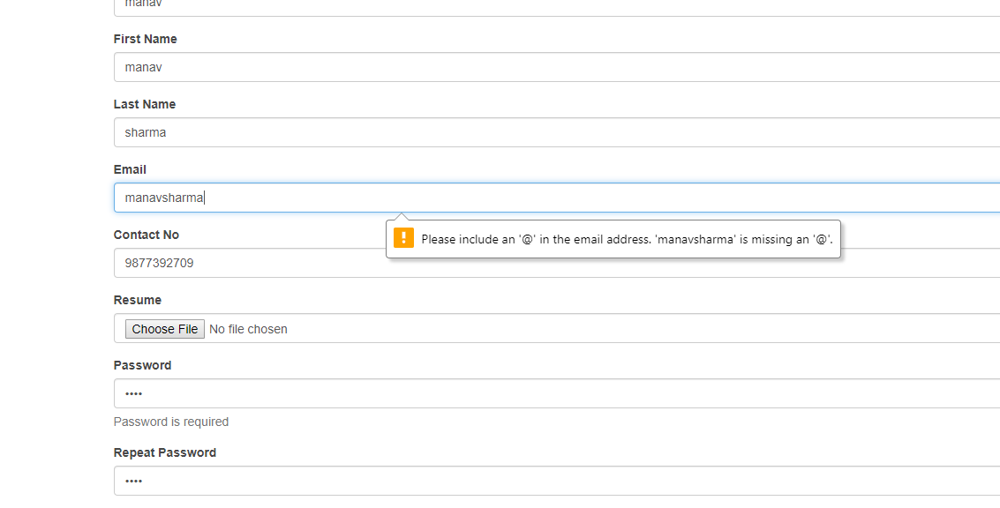 manav
First Name
manav
Last Name
sharma
Email
manavsharma
Please include an '@' in the email address. 'manavsharma' is missing an '@'.
Contact No
9877392709
Resume
Choose File No file chosen
Password
••••
Password is required
Repeat Password
••••